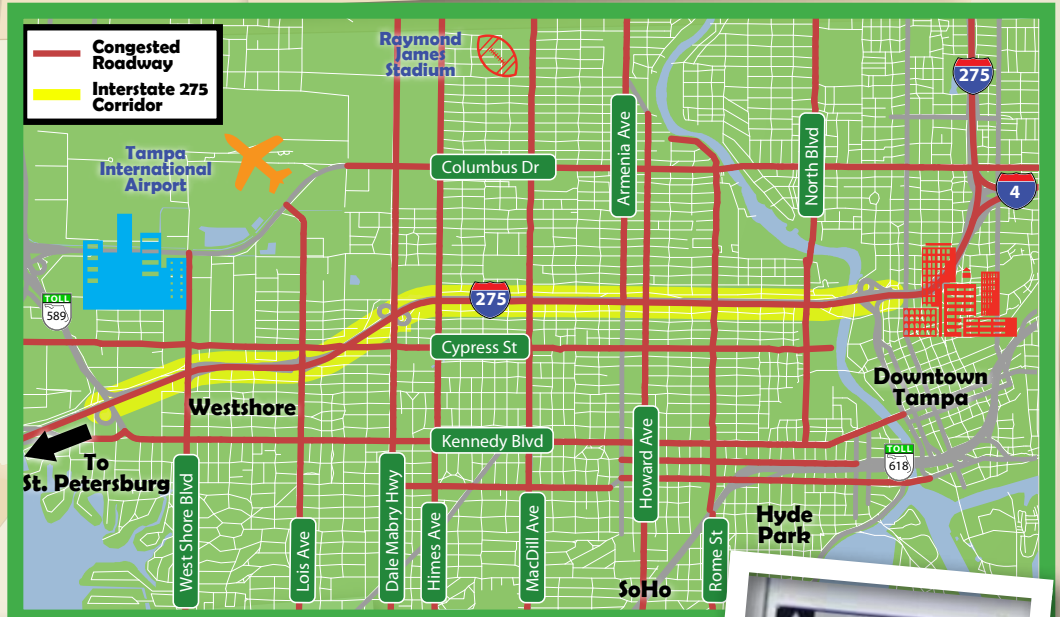 Congested
Roadway
Interstate 275
Corridor
Raymond
James
Stadium
275
Tampa
International
Airport
Columbus Dr
Armenia Ave
North Blvd
4
TOLL
589
275
Cypress St
Westshore
Downtown
Tampa
Kennedy Blvd
To
St. Petersburg
TOLL
618
West Shore Blvd
Lois Ave
Dale Mabry Hwy
Himes Ave
MacDill Ave
Howard Ave
Rome St
Hyde
Park
SoHo